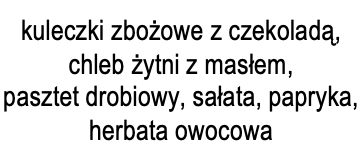 kuleczki zbożowe z czekoladą,
chleb żytni z masłem,
pasztet drobiowy, sałata, papryka,
herbata owocowa